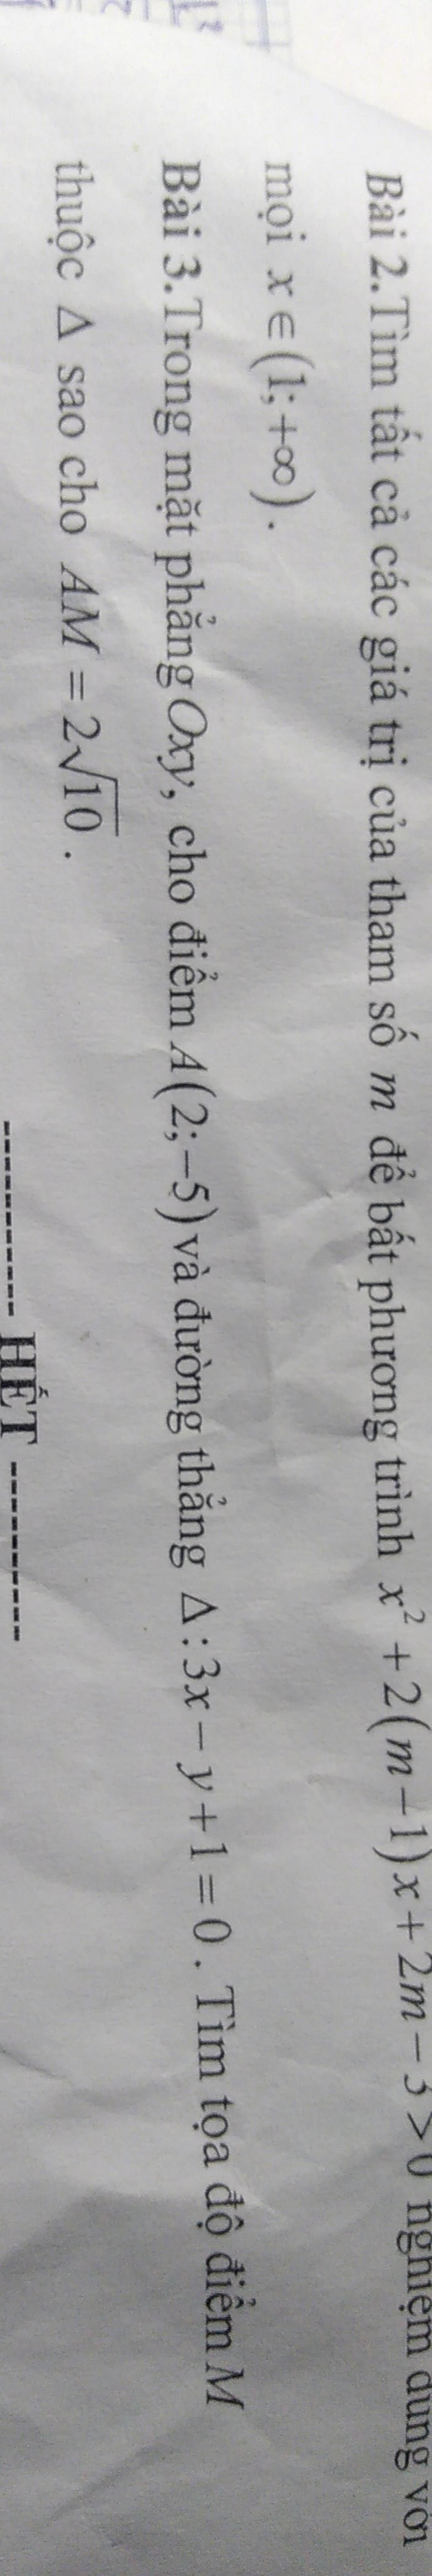 Bài 2.Tìm tất cả các giá trị của tham số m để bất phương trình x² + 2(m − 1)x + 2m − 5 > 0 nghiệm đúng với
mọi x ∈ (1; +∞).
Bài 3.Trong mặt phẳng Oxy, cho điểm A(2; −5) và đường thẳng Δ : 3x − y + 1 = 0 . Tìm tọa độ điểm M
thuộc Δ sao cho AM = 2√10 .
----------- HẾT -----------